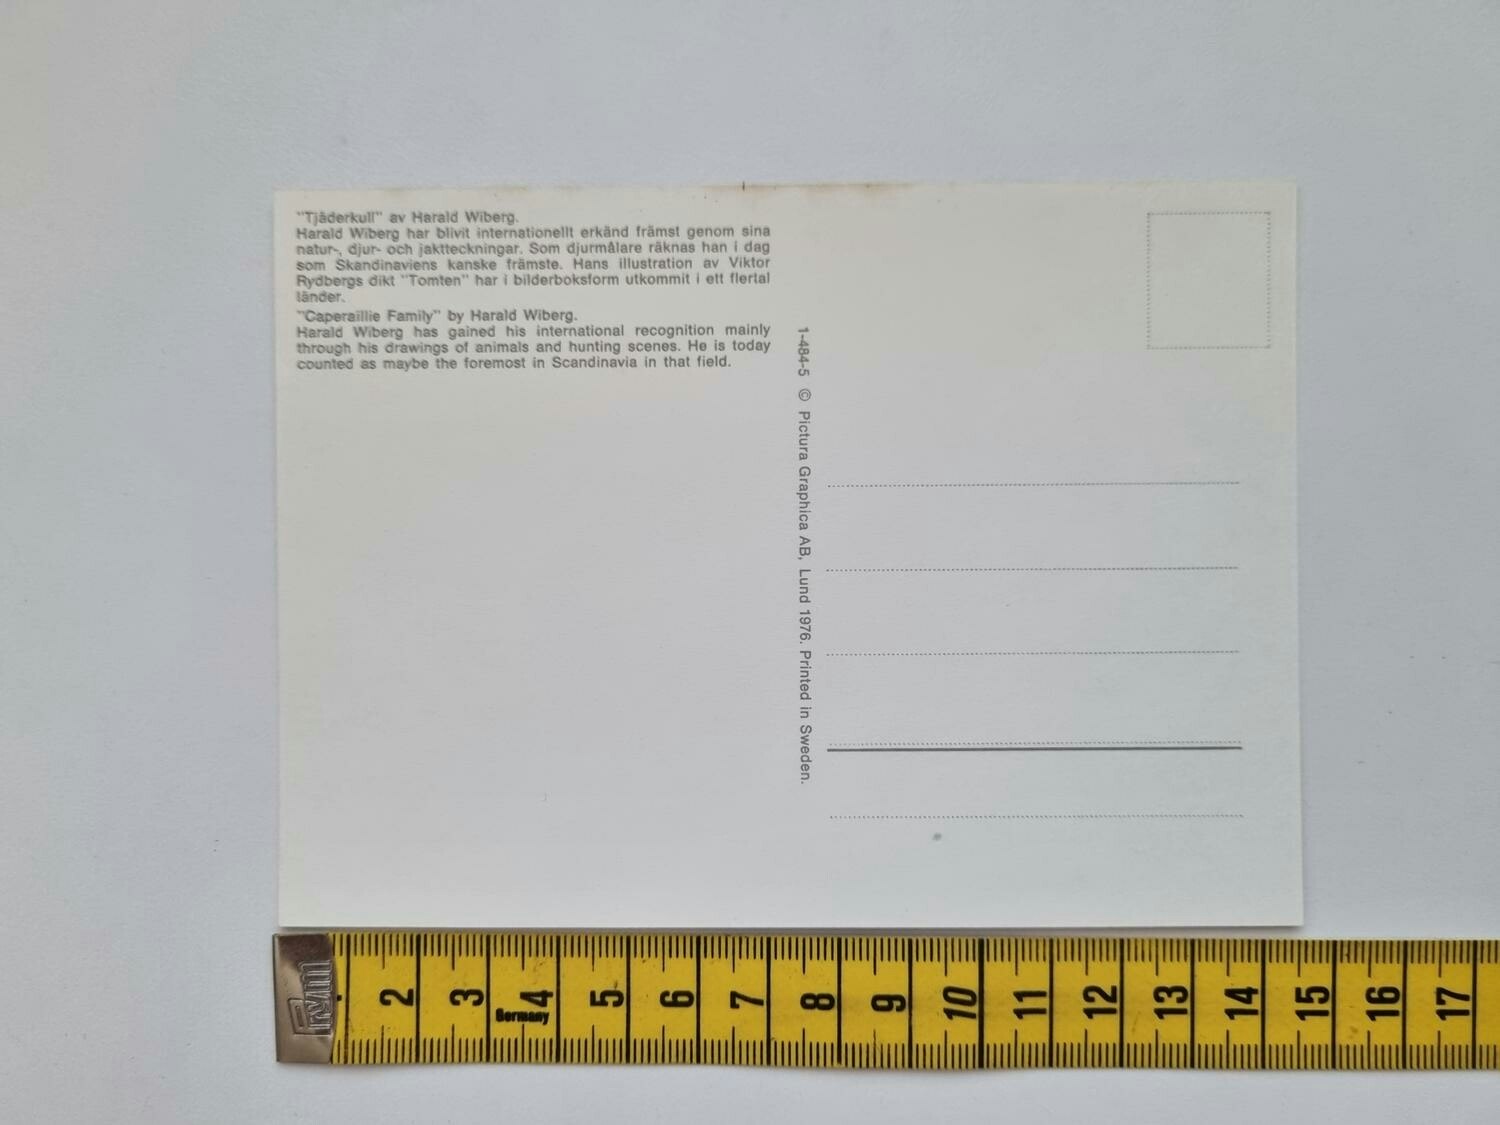 "Tjäderkull" av Harald Wiberg.
Harald Wiberg har blivit internationellt erkänd främst genom sina
natur-, djur- och jaktteckningar. Som djurmålare räknas han i dag
som Skandinaviens kanske främste. Hans illustration av Viktor
Rydbergs dikt "Tomten" har i bilderboksform utkommit i ett flertal
länder.
"Caperaillie Family" by Harald Wiberg.
Harald Wiberg has gained his international recognition mainly
through his drawings of animals and hunting scenes. He is today
counted as maybe the foremost in Scandinavia in that field.
1-484-5 © Pictura Graphica AB, Lund 1976. Printed in Sweden.
Prym
2 3 4 5 6 7 8 9 10 11 12 13 14 15 16 17
Germany